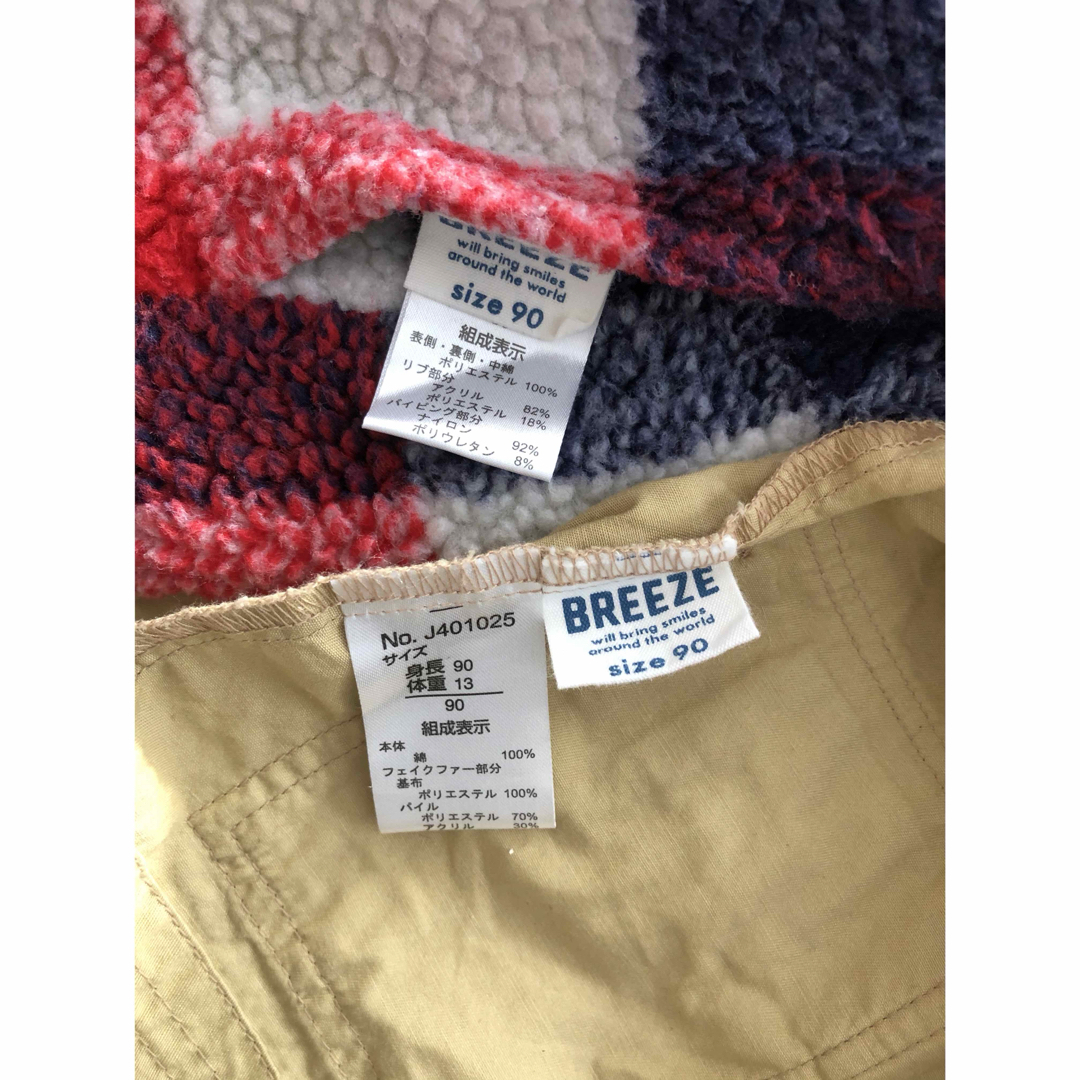 BREEZE
will bring smiles
around the world
size 90
組成表示
表側・裏側・中綿
ポリエステル 100%
リブ部分
アクリル 82%
ポリエステル 18%
パイピング部分
ナイロン 92%
ポリウレタン 8%
No. J401025
サイズ
身長 90
体重 13
90
組成表示
本体
綿 100%
フェイクファー部分
基布
ポリエステル 100%
パイル
ポリエステル 70%
アクリル 30%
BREEZE
will bring smiles
around the world
size 90